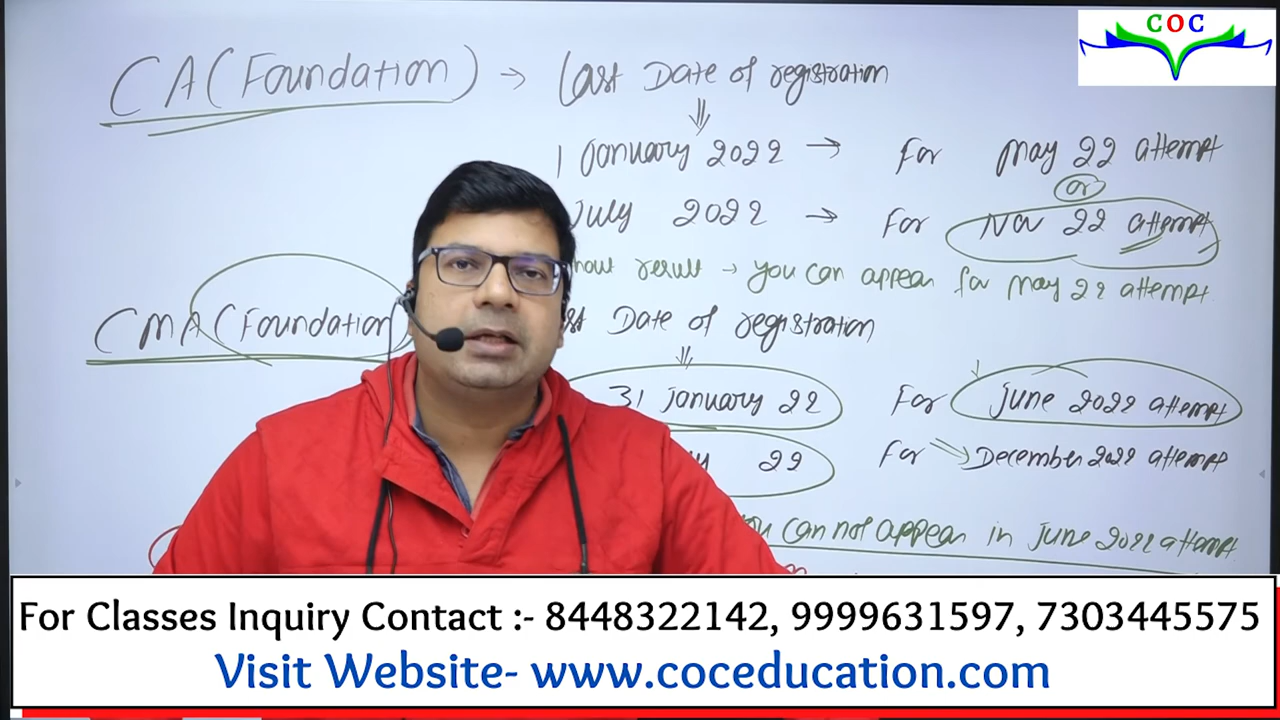 COC
CA (Foundation) → Last Date of registration
1 January 2022 → for May 22 attempt
or
July 2022 → for Nov 22 attempt
result → you can appear for May 22 attempt.
CMA (Foundation) Date of registration
31 January 22 for June 2022 attempt
22 for December 2022 attempt
you can not appear in June 2022 attempt
For Classes Inquiry Contact :- 8448322142, 9999631597, 7303445575
Visit Website- www.coceducation.com